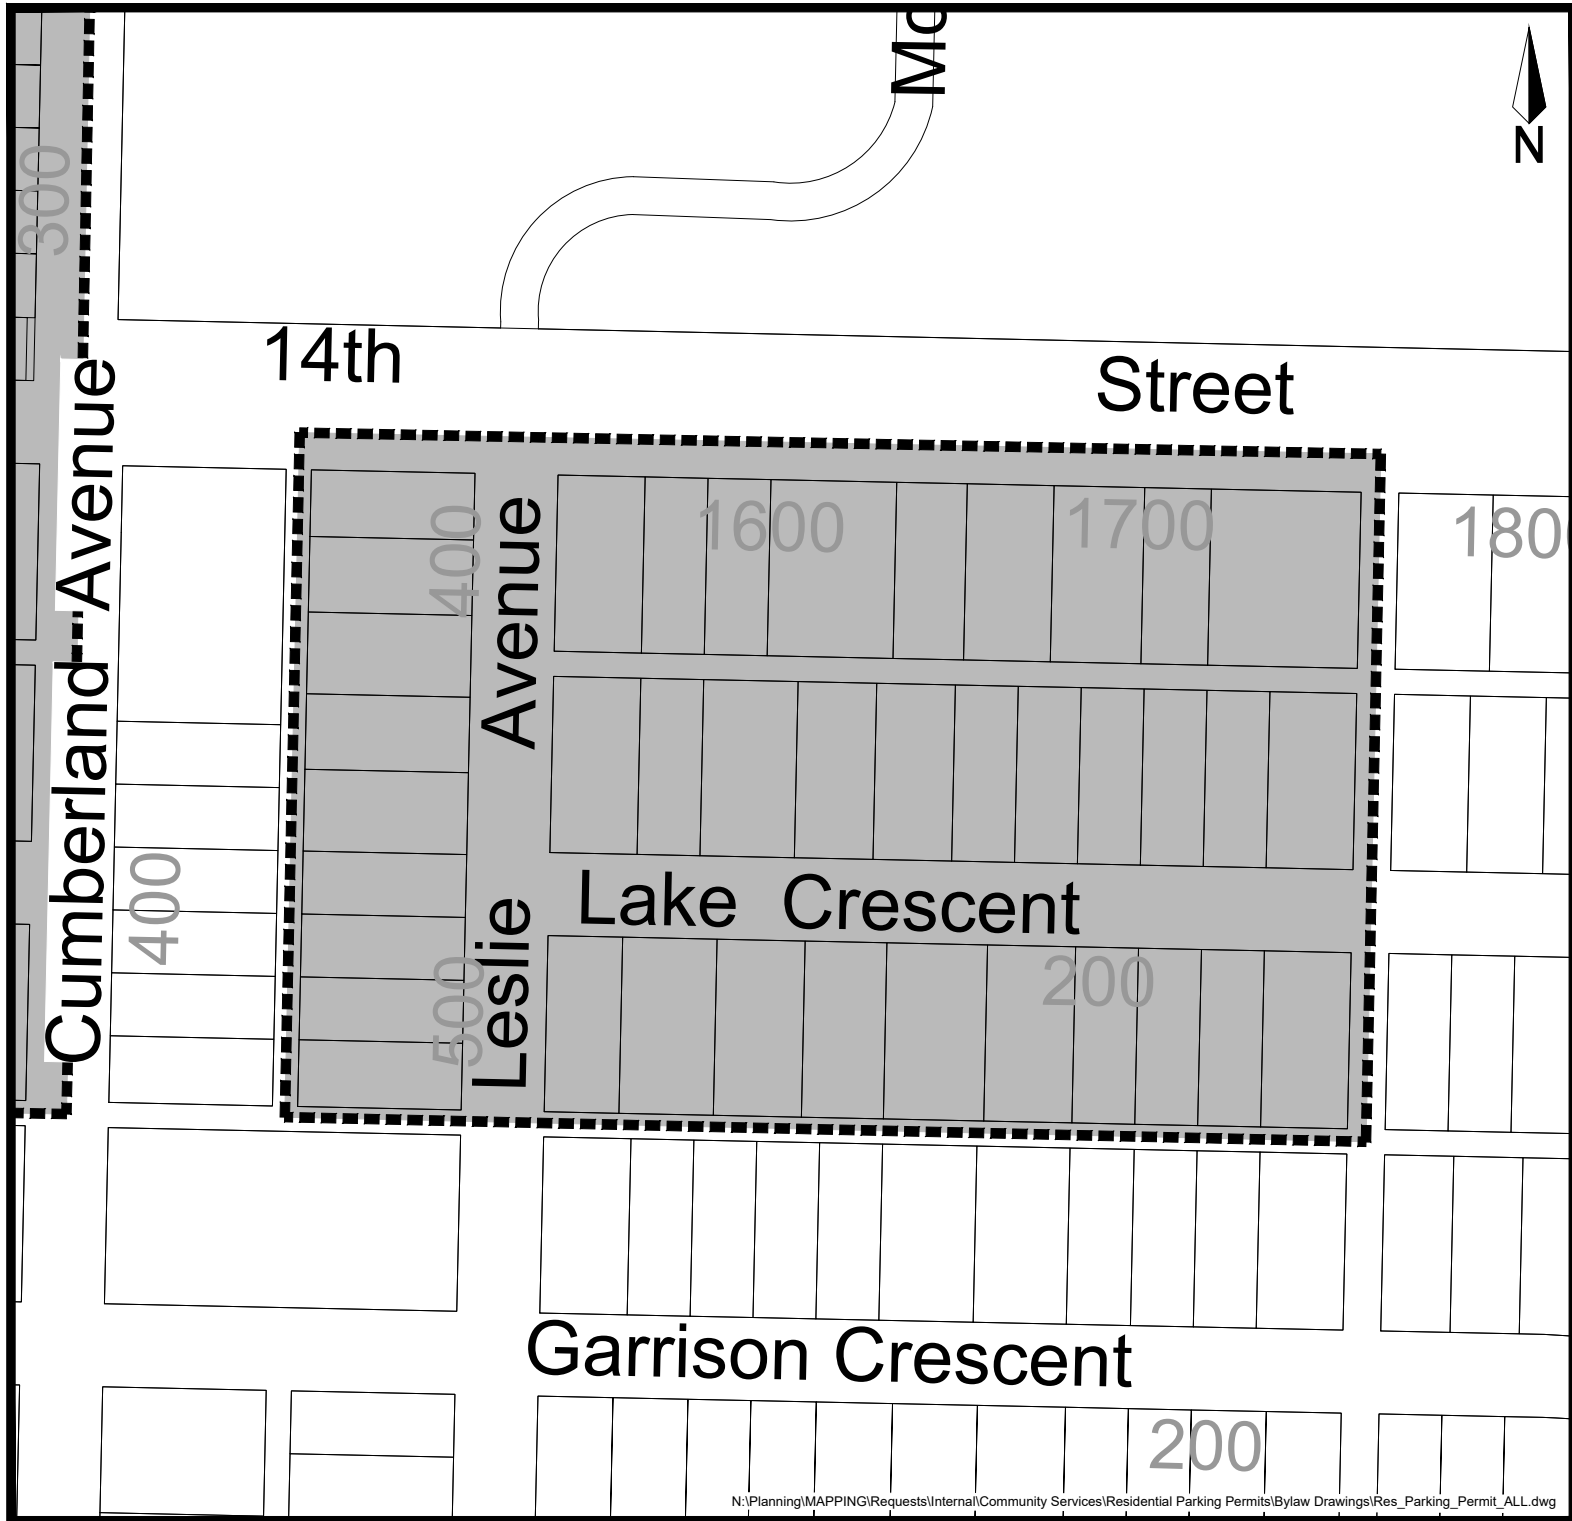 N
300
14th
Street
Cumberland Avenue
400
Leslie Avenue
400
500
1600
1700
Lake Crescent
200
Garrison Crescent
200
N:\Planning\MAPPING\Requests\Internal\Community Services\Residential Parking Permits\Bylaw Drawings\Res_Parking_Permit_ALL.dwg